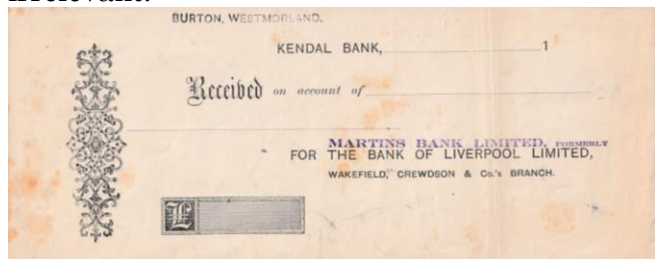 BURTON, WESTMORLAND.
KENDAL BANK, 1
Received on account of
MARTINS BANK LIMITED, FORMERLY
FOR THE BANK OF LIVERPOOL LIMITED,
WAKEFIELD, CREWDSON & Co.'s BRANCH.
£